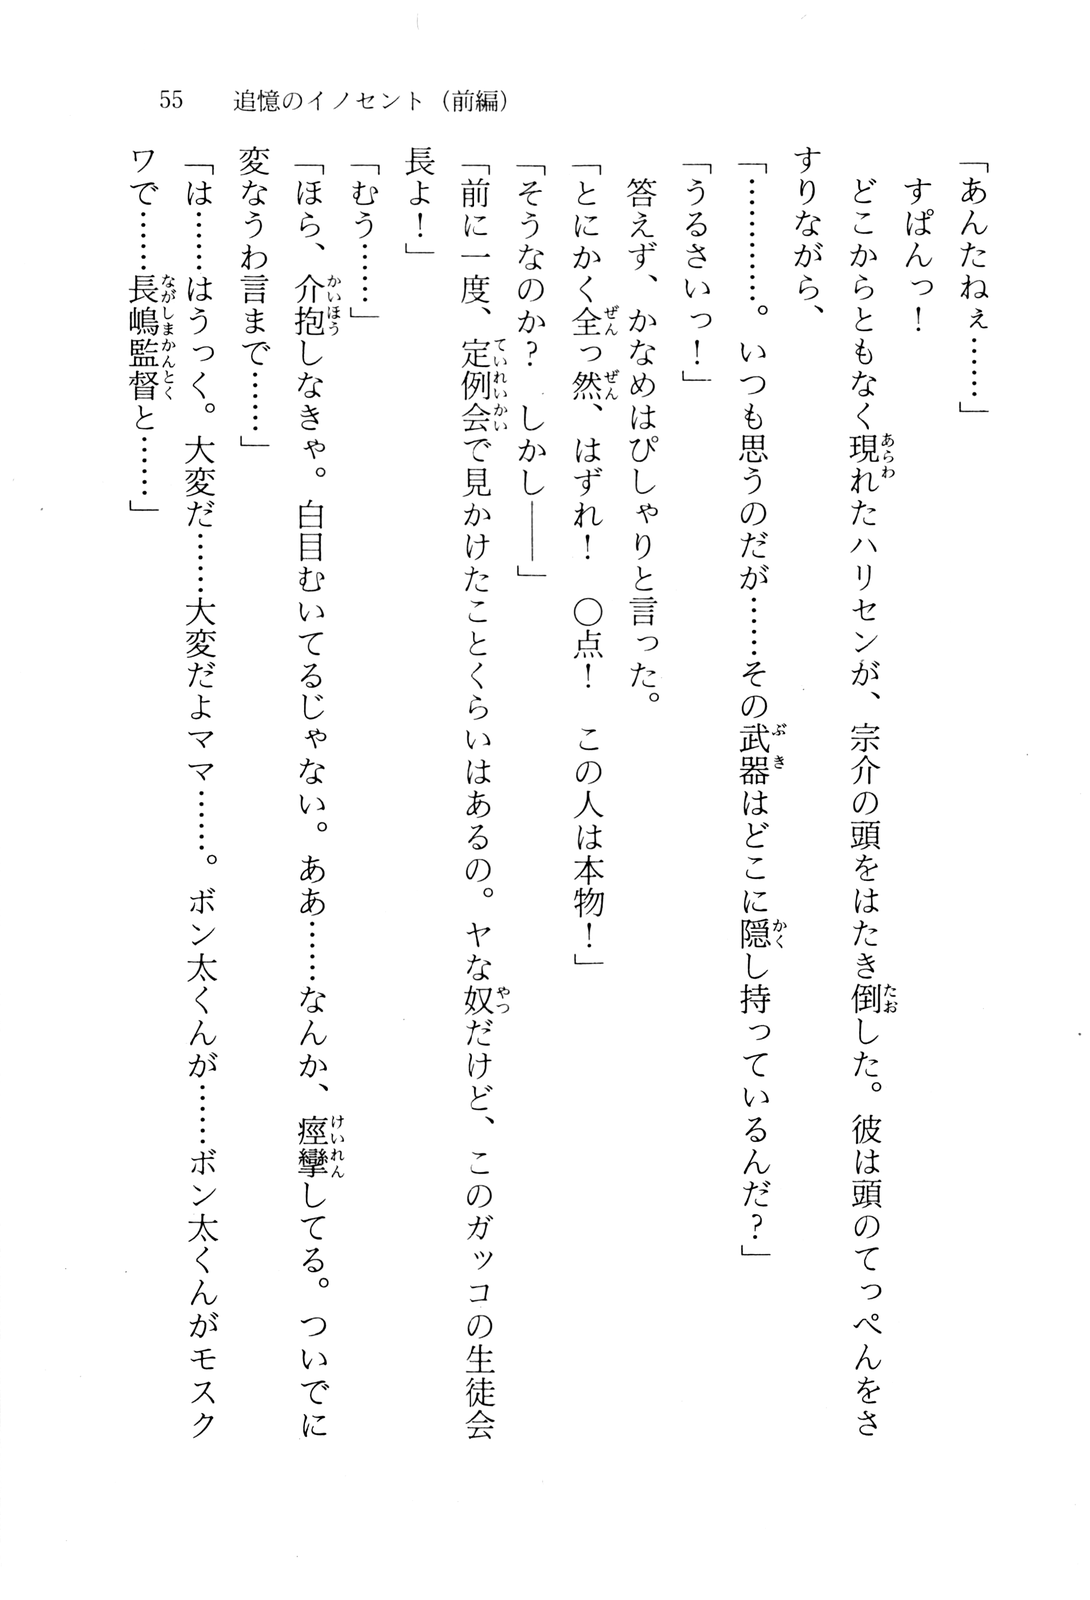 55　追憶のイノセント（前編）
「あんたねぇ……」
　すぱんっ！
　どこからともなく現れたハリセンが、宗介の頭をはたき倒した。彼は頭のてっぺんをさ
すりながら、
「…………。いつも思うのだが……その武器はどこに隠し持っているんだ？」
「うるさいっ！」
　答えず、かなめはぴしゃりと言った。
「とにかく全っ然、はずれ！　〇点！　この人は本物！」
「そうなのか？　しかし――」
「前に一度、定例会で見かけたことくらいはあるの。ヤな奴だけど、このガッコの生徒会
長よ！」
「むう……」
「ほら、介抱しなきゃ。白目むいてるじゃない。ああ……なんか、痙攣してる。ついでに
変なうわ言まで……」
「は……はうっく。大変だ……大変だよママ……。ボン太くんが……ボン太くんがモスク
ワで……長嶋監督と……」